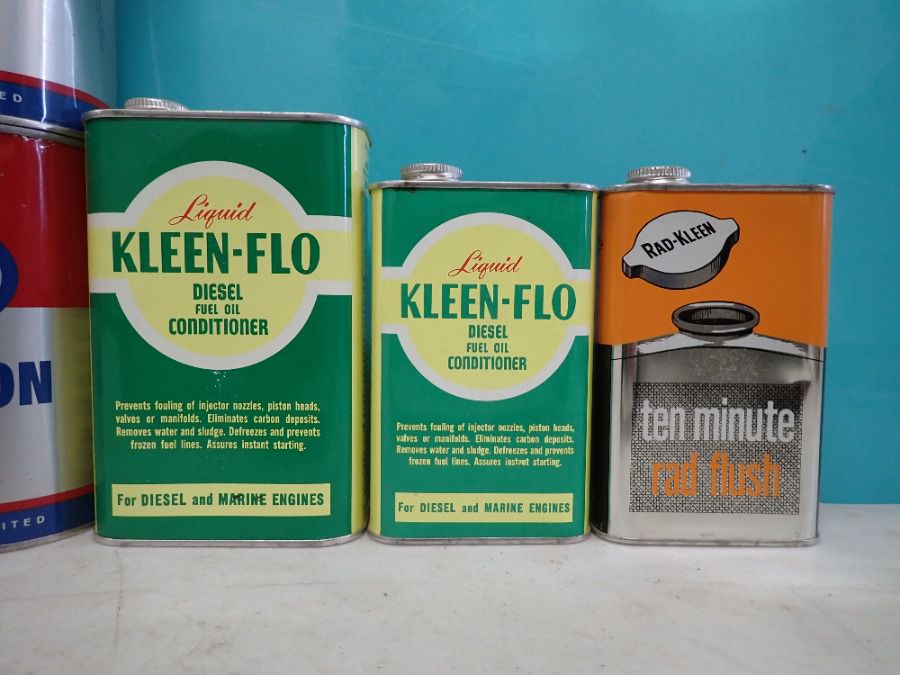 ED
ON
ITED
Liquid
KLEEN-FLO
DIESEL
FUEL OIL
CONDITIONER
Prevents fouling of injector nozzles, piston heads,
valves or manifolds. Eliminates carbon deposits.
Removes water and sludge. Defreezes and prevents
frozen fuel lines. Assures instant starting.
For DIESEL and MARINE ENGINES
Liquid
KLEEN-FLO
DIESEL
FUEL OIL
CONDITIONER
Prevents fouling of injector nozzles, piston heads,
valves or manifolds. Eliminates carbon deposits.
Removes water and sludge. Defreezes and prevents
frozen fuel lines. Assures instant starting.
For DIESEL and MARINE ENGINES
RAD-KLEEN
ten minute
rad flush